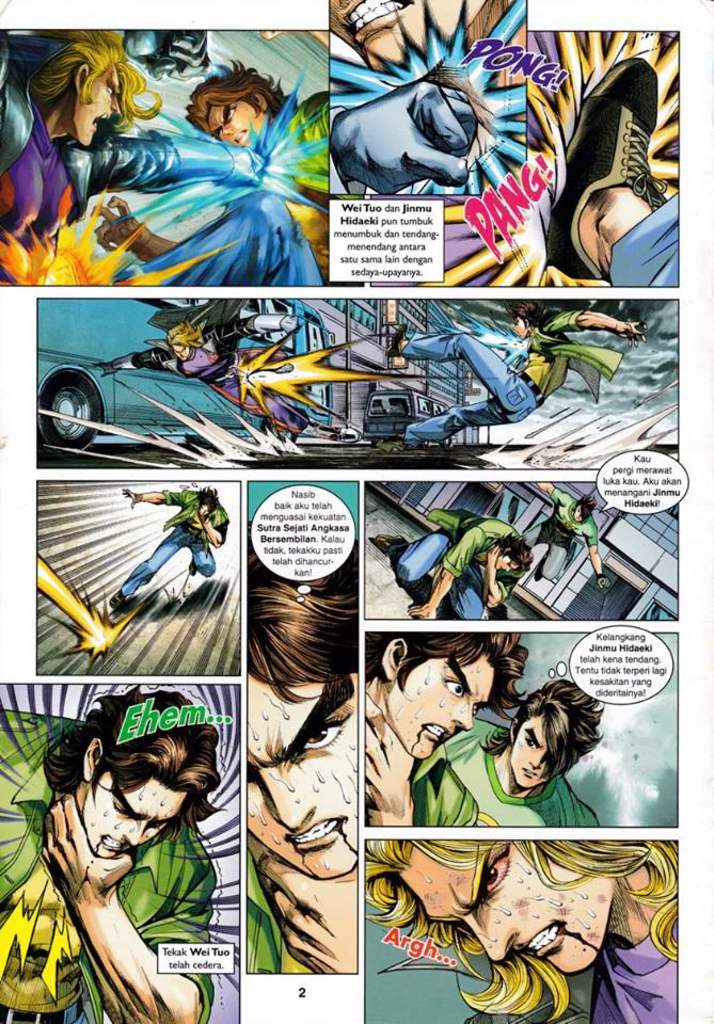 PONG!
PANG!
Wei Tuo dan Jinmu
Hidaeki pun tumbuk
menumbuk dan tendang-
menendang antara
satu sama lain dengan
sedaya-upayanya.
Kau
pergi merawat
luka kau. Aku akan
menangani Jinmu
Hidaeki!
Nasib
baik aku telah
menguasai kekuatan
Sutra Sejati Angkasa
Bersembilan. Kalau
tidak, tekakku pasti
telah dihancur-
kan!
Kelangkang
Jinmu Hidaeki
telah kena tendang.
Tentu tidak terperi lagi
kesakitan yang
dideritainya!
Ehem...
Tekak Wei Tuo
telah cedera.
Argh...
2